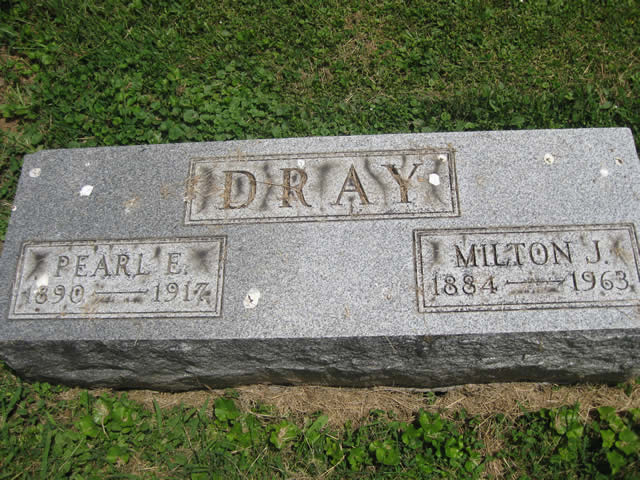 DRAY
PEARL E.
1890 — 1917
MILTON J.
1884 — 1963